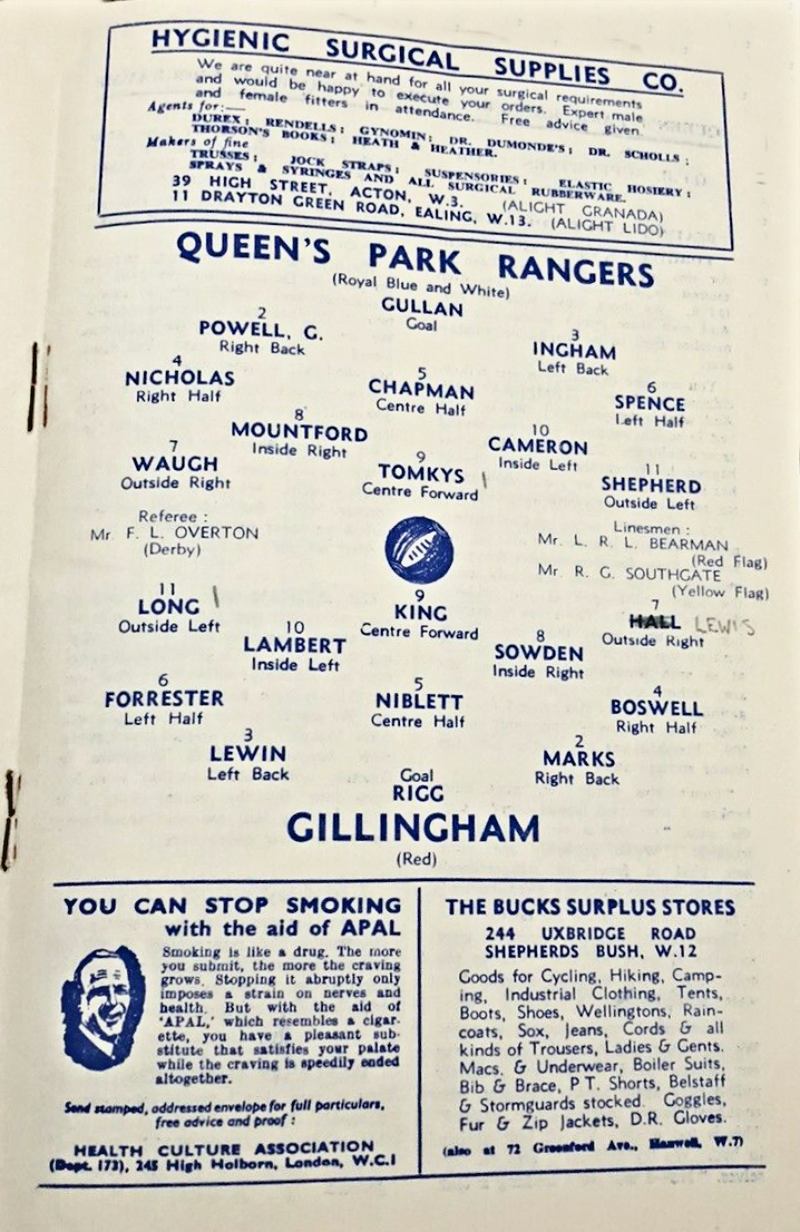 HYGIENIC SURGICAL SUPPLIES CO.
We are quite near at hand for all your surgical requirements
and would be happy to execute your orders. Expert male
and female fitters in attendance. Free advice given
Agents for:—
DUREX; RENDELLS; GYNOMIN; DR. DUMONDE'S; DR. SCHOLLS;
THORSON'S BOOKS; HEATH & HEATHER.
Makers of fine
TRUSSES; JOCK STRAPS; SUSPENSORIES; ELASTIC HOSIERY;
SPRAYS & SYRINGES AND ALL SURGICAL RUBBERWARE.
39 HIGH STREET, ACTON, W.3. (ALIGHT GRANADA)
11 DRAYTON GREEN ROAD, EALING, W.13. (ALIGHT LIDO)
QUEEN'S PARK RANGERS
(Royal Blue and White)
GULLAN
Goal
2
POWELL, G.
Right Back
3
INGHAM
Left Back
4
NICHOLAS
Right Half
5
CHAPMAN
Centre Half
6
SPENCE
Left Half
8
MOUNTFORD
Inside Right
10
CAMERON
Inside Left
7
WAUGH
Outside Right
9
TOMKYS
Centre Forward
11
SHEPHERD
Outside Left
Referee :
Mr. F. L. OVERTON
(Derby)
Linesmen :
Mr. L. R. L. BEARMAN
(Red Flag)
Mr. R. G. SOUTHGATE
(Yellow Flag)
11
LONG
Outside Left
9
KING
Centre Forward
7
HALL LEWIS
Outside Right
10
LAMBERT
Inside Left
8
SOWDEN
Inside Right
6
FORRESTER
Left Half
5
NIBLETT
Centre Half
4
BOSWELL
Right Half
3
LEWIN
Left Back
2
MARKS
Right Back
Goal
RIGG
GILLINGHAM
(Red)
YOU CAN STOP SMOKING
with the aid of APAL
Smoking is like a drug. The more
you submit, the more the craving
grows. Stopping it abruptly only
imposes a strain on nerves and
health. But with the aid of
'APAL,' which resembles a cigar-
ette, you have a pleasant sub-
stitute that satisfies your palate
while the craving is speedily ended
altogether.
Send stamped, addressed envelope for full particulars,
free advice and proof :
HEALTH CULTURE ASSOCIATION
(Dept. 173), 245 High Holborn, London, W.C.1
THE BUCKS SURPLUS STORES
244 UXBRIDGE ROAD
SHEPHERDS BUSH, W.12
Goods for Cycling, Hiking, Camp-
ing, Industrial Clothing, Tents,
Boots, Shoes, Wellingtons, Rain-
coats, Sox, Jeans, Cords & all
kinds of Trousers, Ladies & Gents.
Macs. & Underwear, Boiler Suits,
Bib & Brace, P T. Shorts, Belstaff
& Stormguards stocked. Goggles,
Fur & Zip Jackets, D.R. Gloves.
(also at 72 Greenford Ave., Hanwell, W.7)